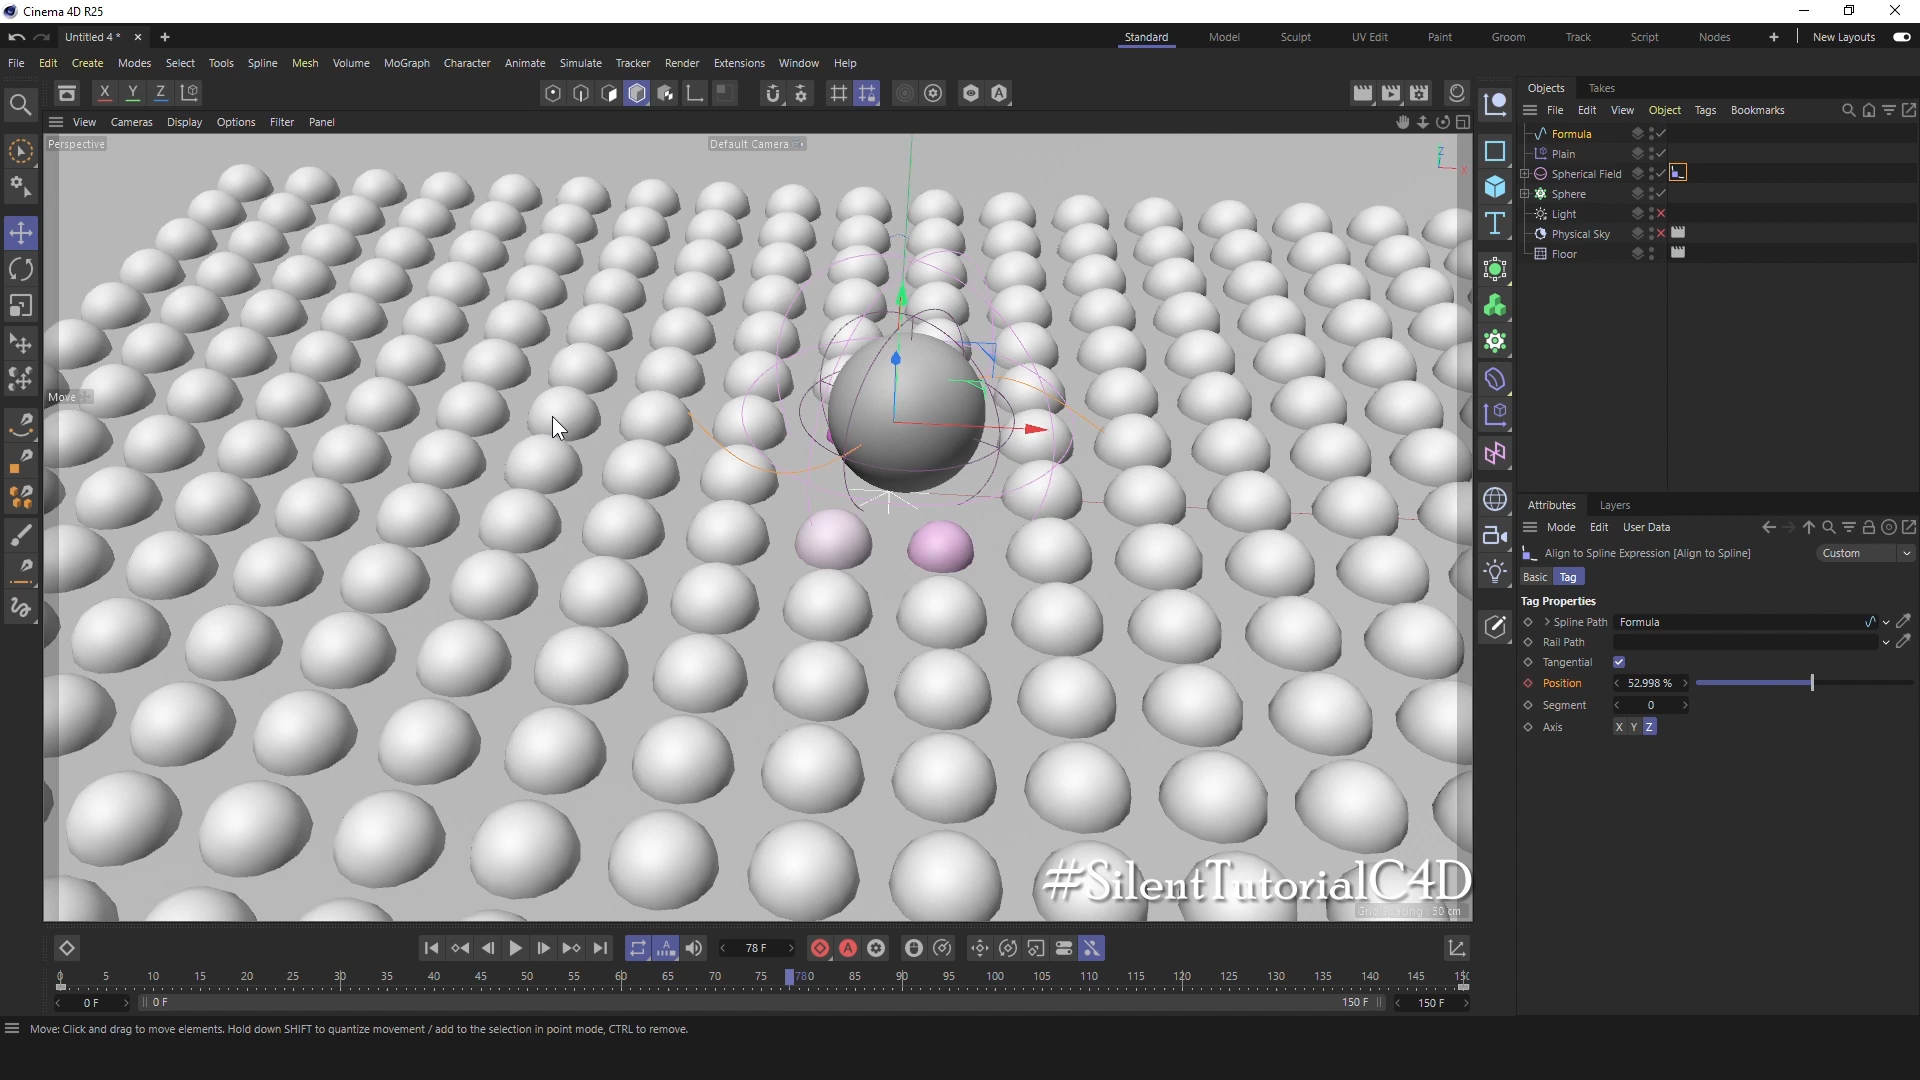 Cinema 4D R25
Untitled 4 *
Standard Model Sculpt UV Edit Paint Groom Track Script Nodes New Layouts
File Edit Create Modes Select Tools Spline Mesh Volume MoGraph Character Animate Simulate Tracker Render Extensions Window Help
X Y Z
Objects Takes
File Edit View Object Tags Bookmarks
View Cameras Display Options Filter Panel
Perspective
Default Camera
Z
X
Formula
Plain
Spherical Field
Sphere
Light
Physical Sky
Floor
Move
Attributes Layers
Mode Edit User Data
Align to Spline Expression [Align to Spline] Custom
Basic Tag
Tag Properties
Spline Path Formula
Rail Path
Tangential
Position 52.998 %
Segment 0
Axis X Y Z
#SilentTutorialC4D
78 F
0 5 10 15 20 25 30 35 40 45 50 55 60 65 70 75 780 85 90 95 100 105 110 115 120 125 130 135 140 145
0 F 0 F 150 F 150 F
Move: Click and drag to move elements. Hold down SHIFT to quantize movement / add to the selection in point mode, CTRL to remove.